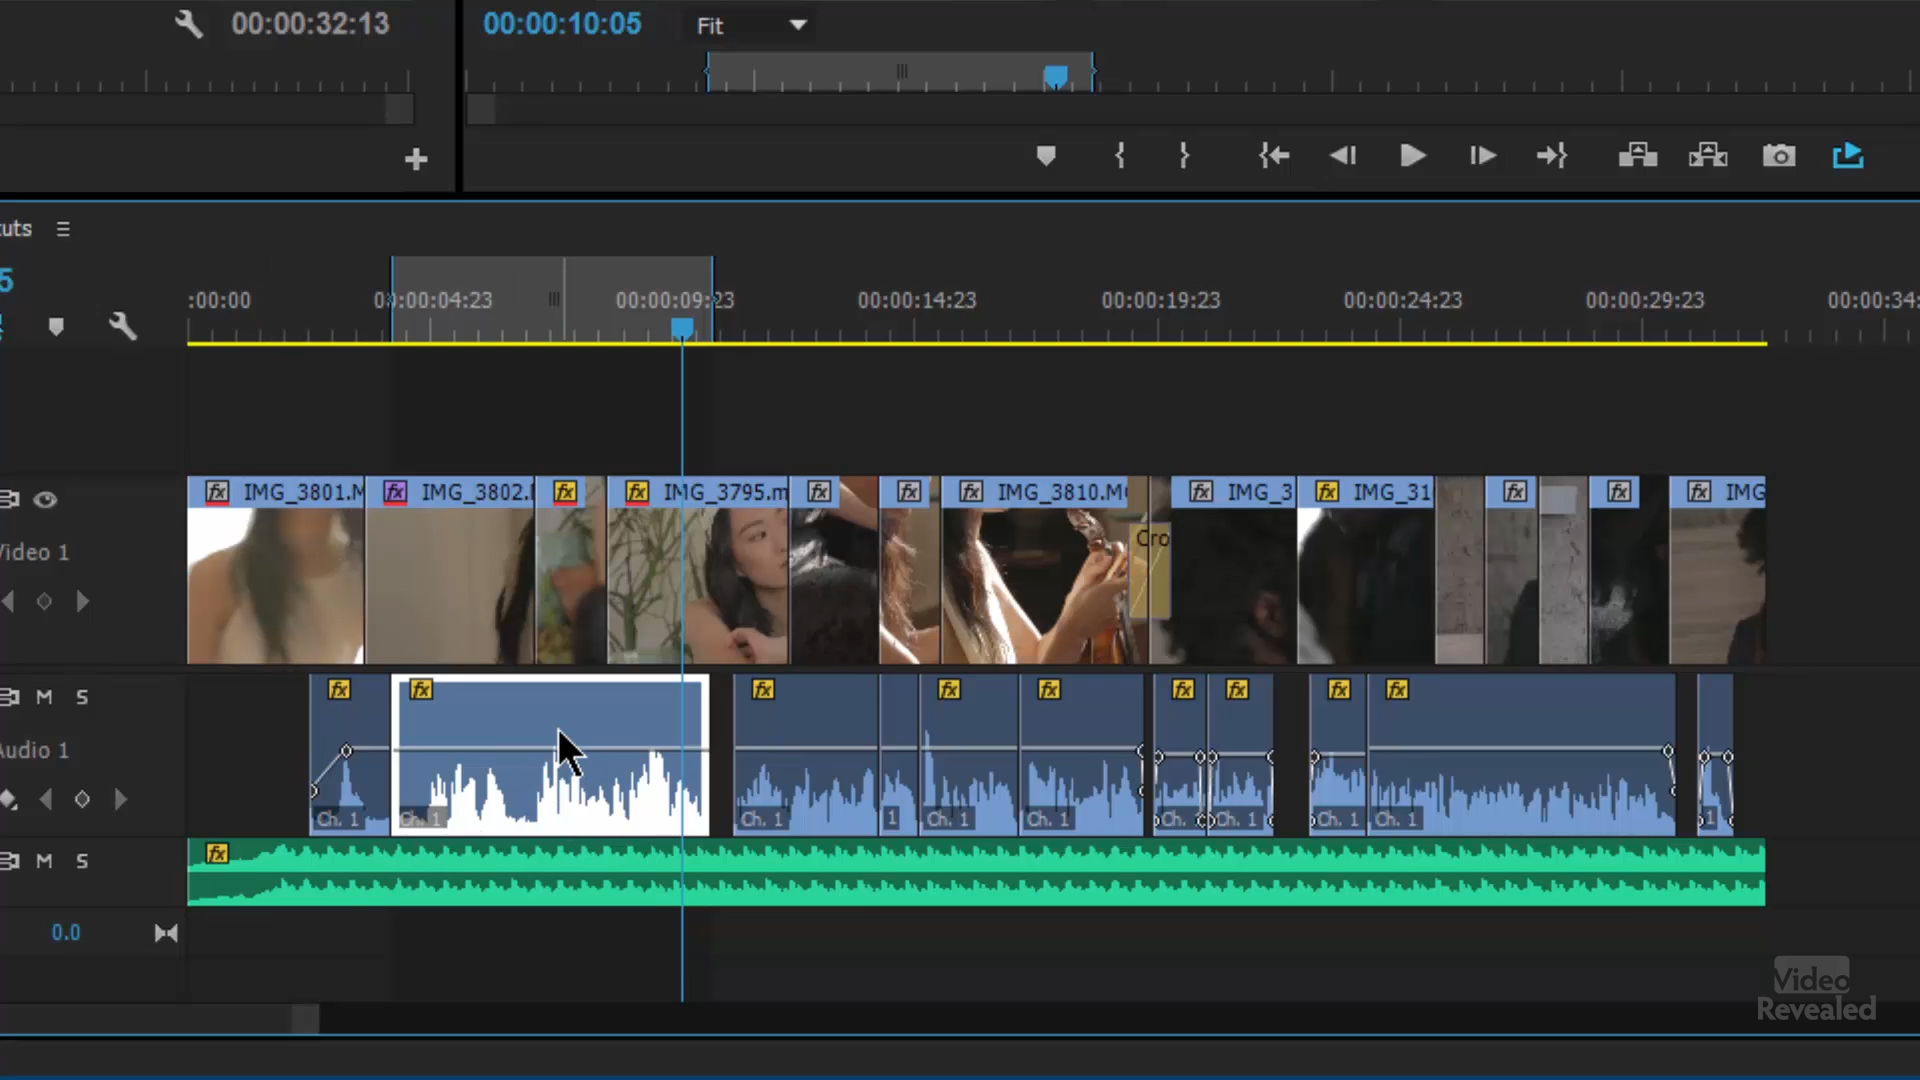 00:00:32:13
00:00:10:05 Fit
uts
5
:00:00 00:00:04:23 00:00:09:23 00:00:14:23 00:00:19:23 00:00:24:23 00:00:29:23 00:00:34:
fx IMG_3801.M fx IMG_3802.I fx fx IMG_3795.m fx fx fx IMG_3810.M fx IMG_3 fx IMG_31 fx fx fx IMG
Cro
Video 1
M S fx fx fx fx fx fx fx fx fx
Audio 1
Ch. 1 Ch. 1 Ch. 1 1 Ch. 1 Ch. 1 Ch. Ch. 1 Ch. 1 Ch. 1 1
M S fx
0.0
Video
Revealed